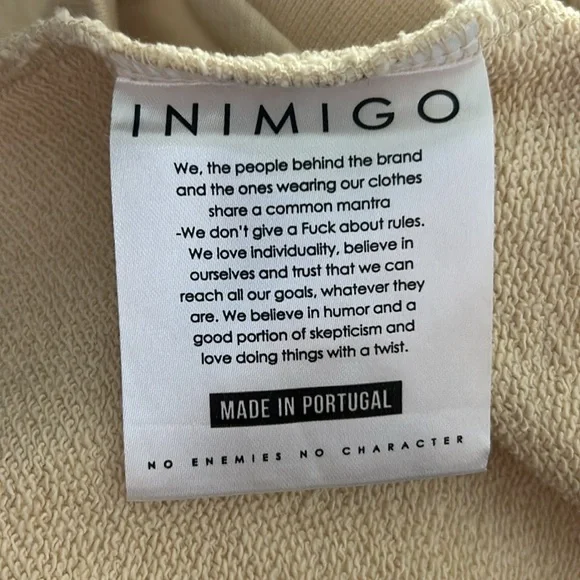 INIMIGO
We, the people behind the brand
and the ones wearing our clothes
share a common mantra
-We don't give a Fuck about rules.
We love individuality, believe in
ourselves and trust that we can
reach all our goals, whatever they
are. We believe in humor and a
good portion of skepticism and
love doing things with a twist.
MADE IN PORTUGAL
NO ENEMIES NO CHARACTER